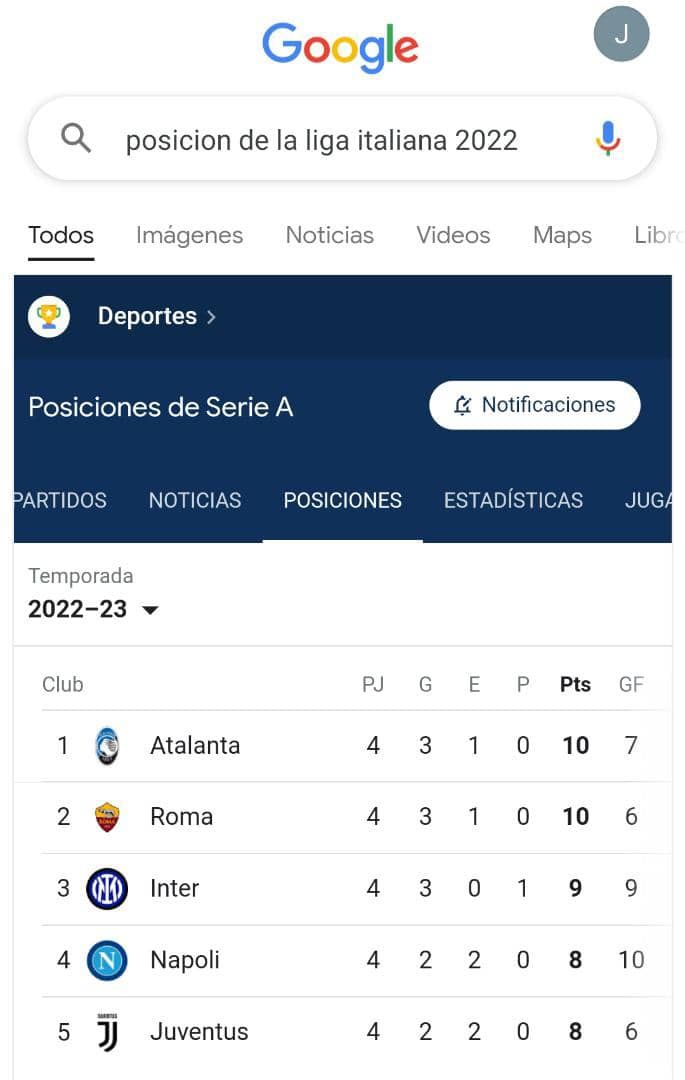 Google
J
posicion de la liga italiana 2022
Todos Imágenes Noticias Videos Maps Libro
Deportes >
Posiciones de Serie A
Notificaciones
PARTIDOS NOTICIAS POSICIONES ESTADÍSTICAS JUGA
Temporada
2022–23
Club PJ G E P Pts GF
1 Atalanta 4 3 1 0 10 7
2 Roma 4 3 1 0 10 6
3 Inter 4 3 0 1 9 9
4 N Napoli 4 2 2 0 8 10
5 Juventus 4 2 2 0 8 6